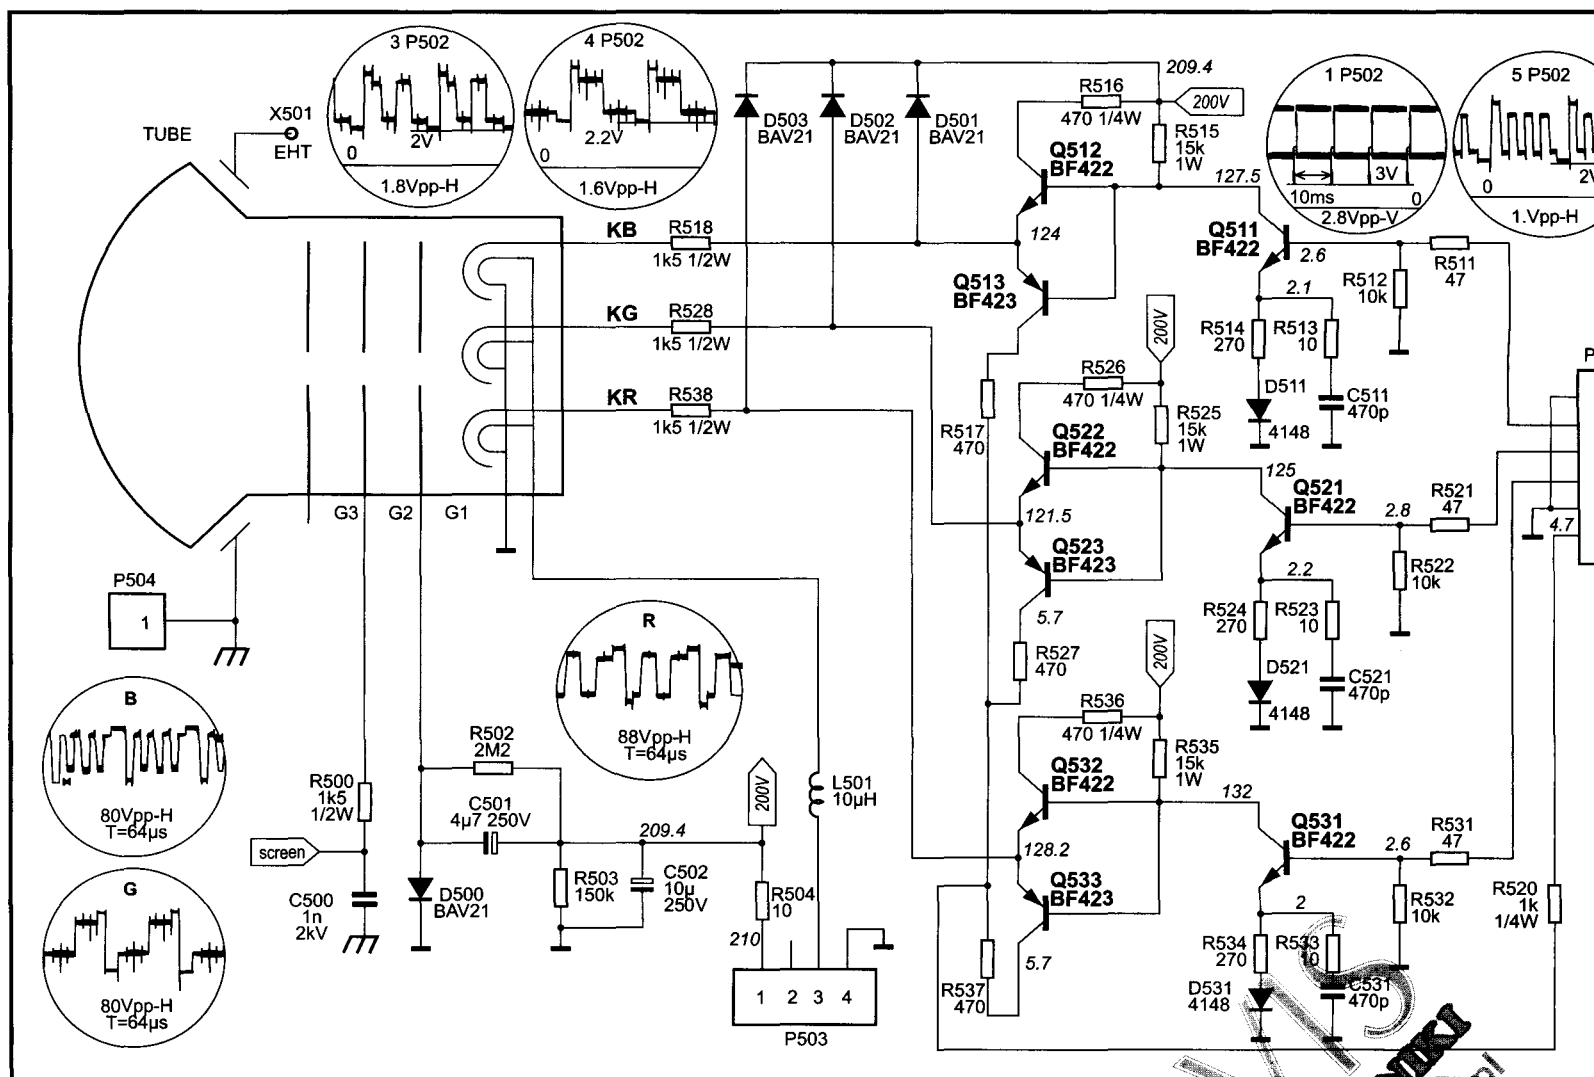 3 P502
2V
0
1.8Vpp-H
4 P502
2.2V
0
1.6Vpp-H
1 P502
3V
10ms
0
2.8Vpp-V
5 P502
0
1.Vpp-H
X501
EHT
TUBE
D503
BAV21
D502
BAV21
D501
BAV21
209.4
200V
R516
470 1/4W
R515
15k
1W
Q512
BF422
127.5
124
Q511
BF422
2.6
2.1
R512
10k
R511
47
KB
R518
1k5 1/2W
Q513
BF423
R514
270
R513
10
D511
4148
C511
470p
KG
R528
1k5 1/2W
200V
R526
470 1/4W
R525
15k
1W
KR
R538
1k5 1/2W
R517
470
Q522
BF422
125
Q521
BF422
2.8
R521
47
4.7
G3
G2
G1
121.5
Q523
BF423
2.2
R522
10k
5.7
R524
270
R523
10
P504
1
R527
470
D521
4148
C521
470p
200V
R
88Vpp-H
T=64µs
B
80Vpp-H
T=64µs
R536
470 1/4W
R535
15k
1W
R502
2M2
Q532
BF422
132
Q531
BF422
2.6
R531
47
R500
1k5
1/2W
C501
4µ7 250V
200V
L501
10µH
209.4
screen
128.2
G
80Vpp-H
T=64µs
C500
1n
2kV
D500
BAV21
R503
150k
C502
10µ
250V
R504
10
210
Q533
BF423
2
R532
10k
R520
1k
1/4W
R534
270
R533
10
5.7
R537
470
D531
4148
C531
470p
1 2 3 4
P503